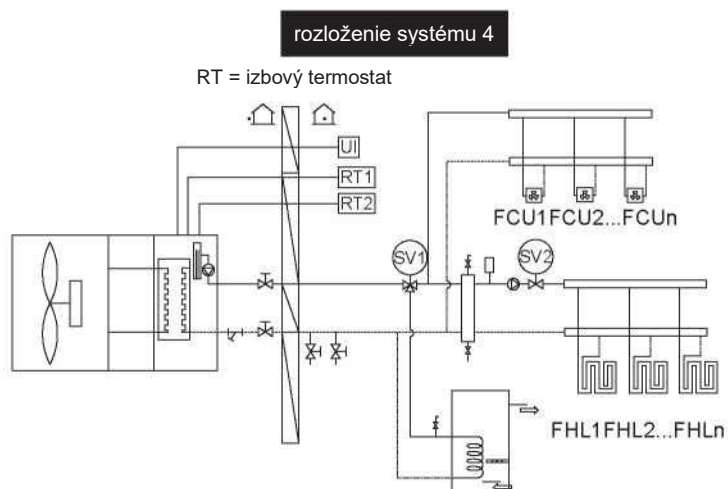 rozloženie systému 4
RT = izbový termostat
UI
RT1
RT2
FCU1FCU2...FCUn
SV1
SV2
FHL1FHL2...FHLn